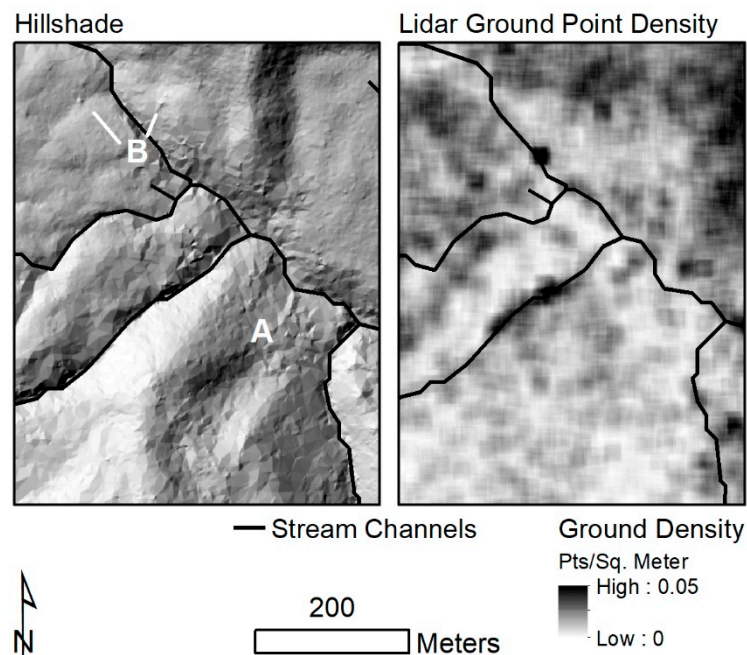 Hillshade
Lidar Ground Point Density
B
A
Stream Channels
Ground Density
Pts/Sq. Meter
High : 0.05
Low : 0
N
200
Meters